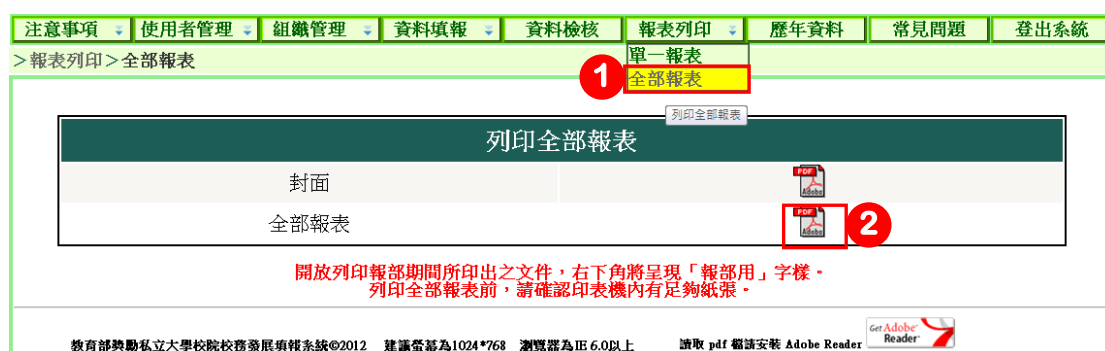 注意事項 使用者管理 組織管理 資料填報 資料檢核 報表列印 歷年資料 常見問題 登出系統
>報表列印>全部報表
單一報表
1 全部報表
列印全部報表
列印全部報表
封面 PDF Adobe
全部報表 PDF Adobe 2
開放列印報部期間所印出之文件，右下角將呈現「報部用」字樣。
列印全部報表前，請確認印表機內有足夠紙張。
教育部獎勵私立大學校院校務發展填報系統©2012 建議螢幕為1024*768 瀏覽器為IE 6.0以上 讀取 pdf 檔請安裝 Adobe Reader Get Adobe Reader